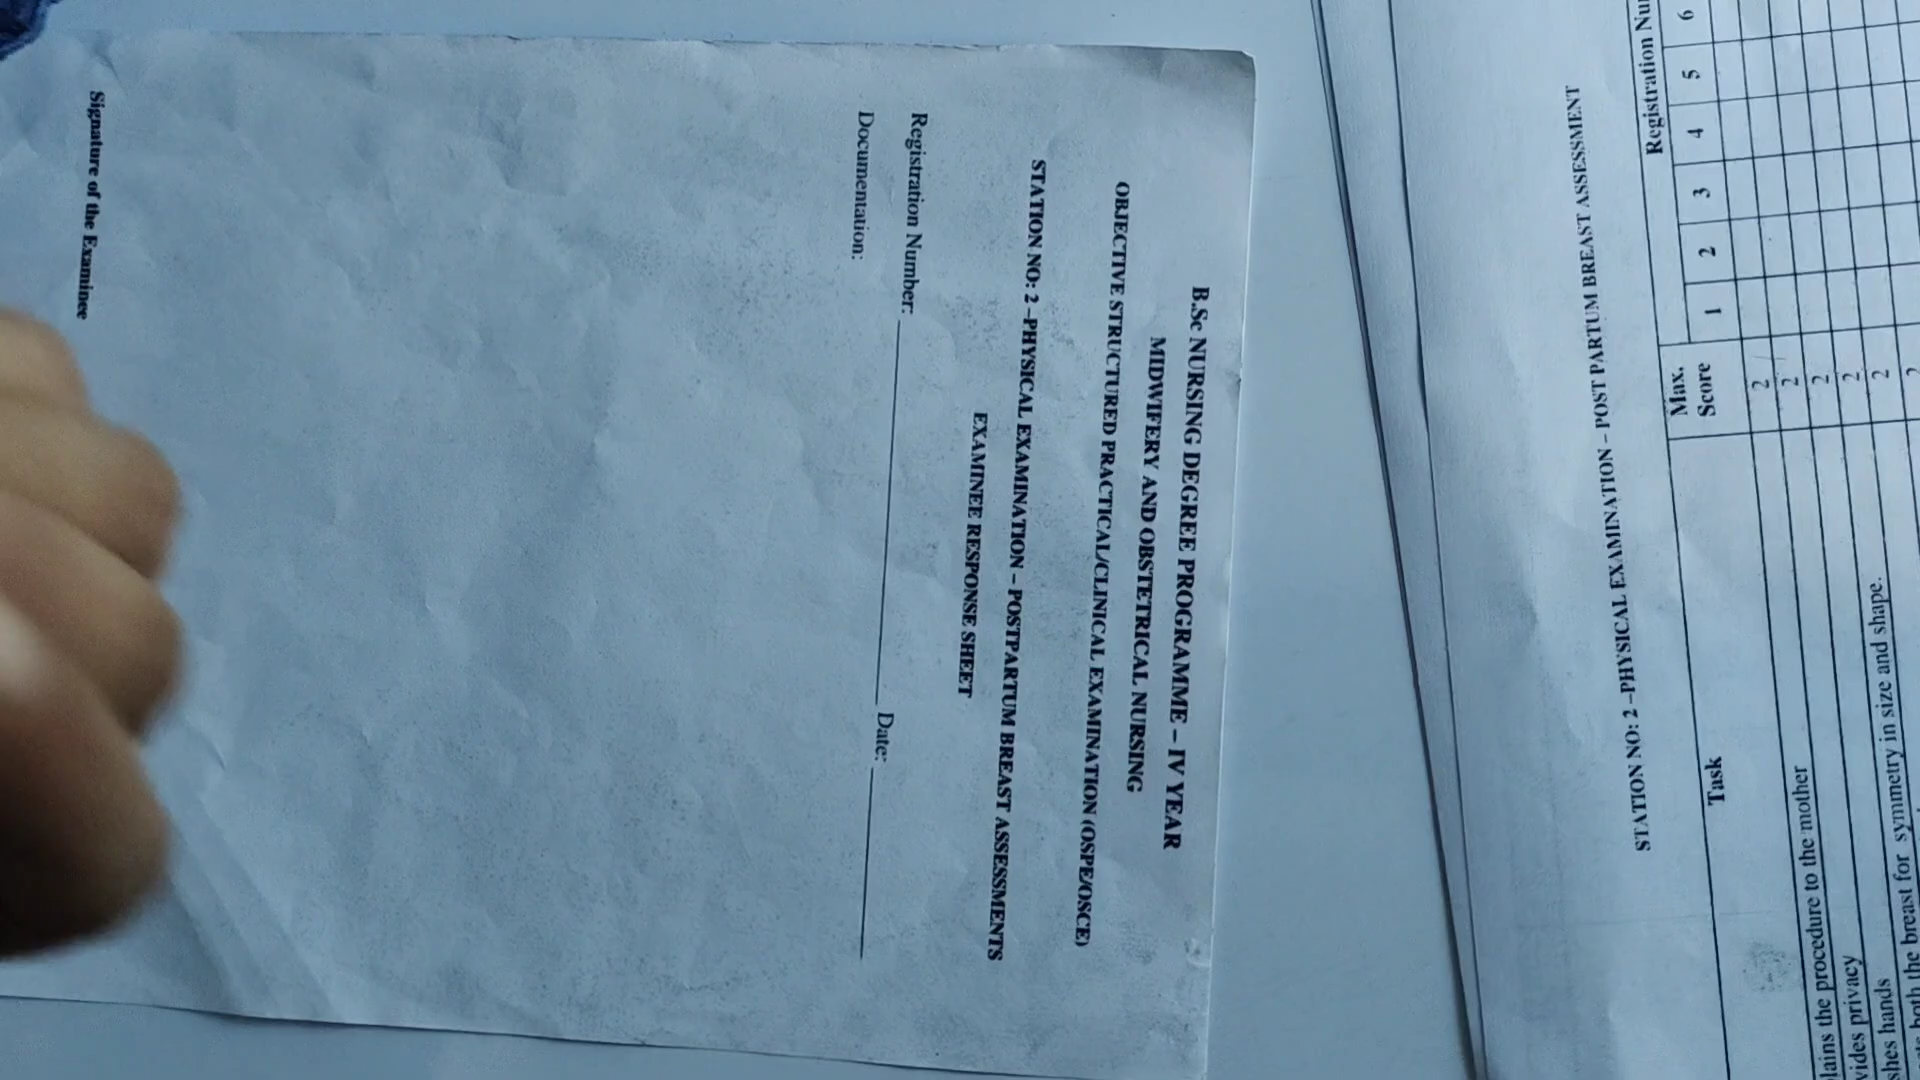 B.Sc NURSING DEGREE PROGRAMME – IV YEAR
MIDWIFERY AND OBSTETRICAL NURSING
OBJECTIVE STRUCTURED PRACTICAL/CLINICAL EXAMINATION (OSPE/OSCE)
STATION NO: 2 –PHYSICAL EXAMINATION – POSTPARTUM BREAST ASSESSMENTS
EXAMINEE RESPONSE SHEET
Registration Number: Date:
Documentation:
Signature of the Examinee
STATION NO: 2 –PHYSICAL EXAMINATION – POST PARTUM BREAST ASSESSMENT
Registration
Task Max. Score 1 2 3 4 5 6
2
the procedure to the mother 2
privacy 2
hands 2
both the breast for symmetry in size and shape. 2
2